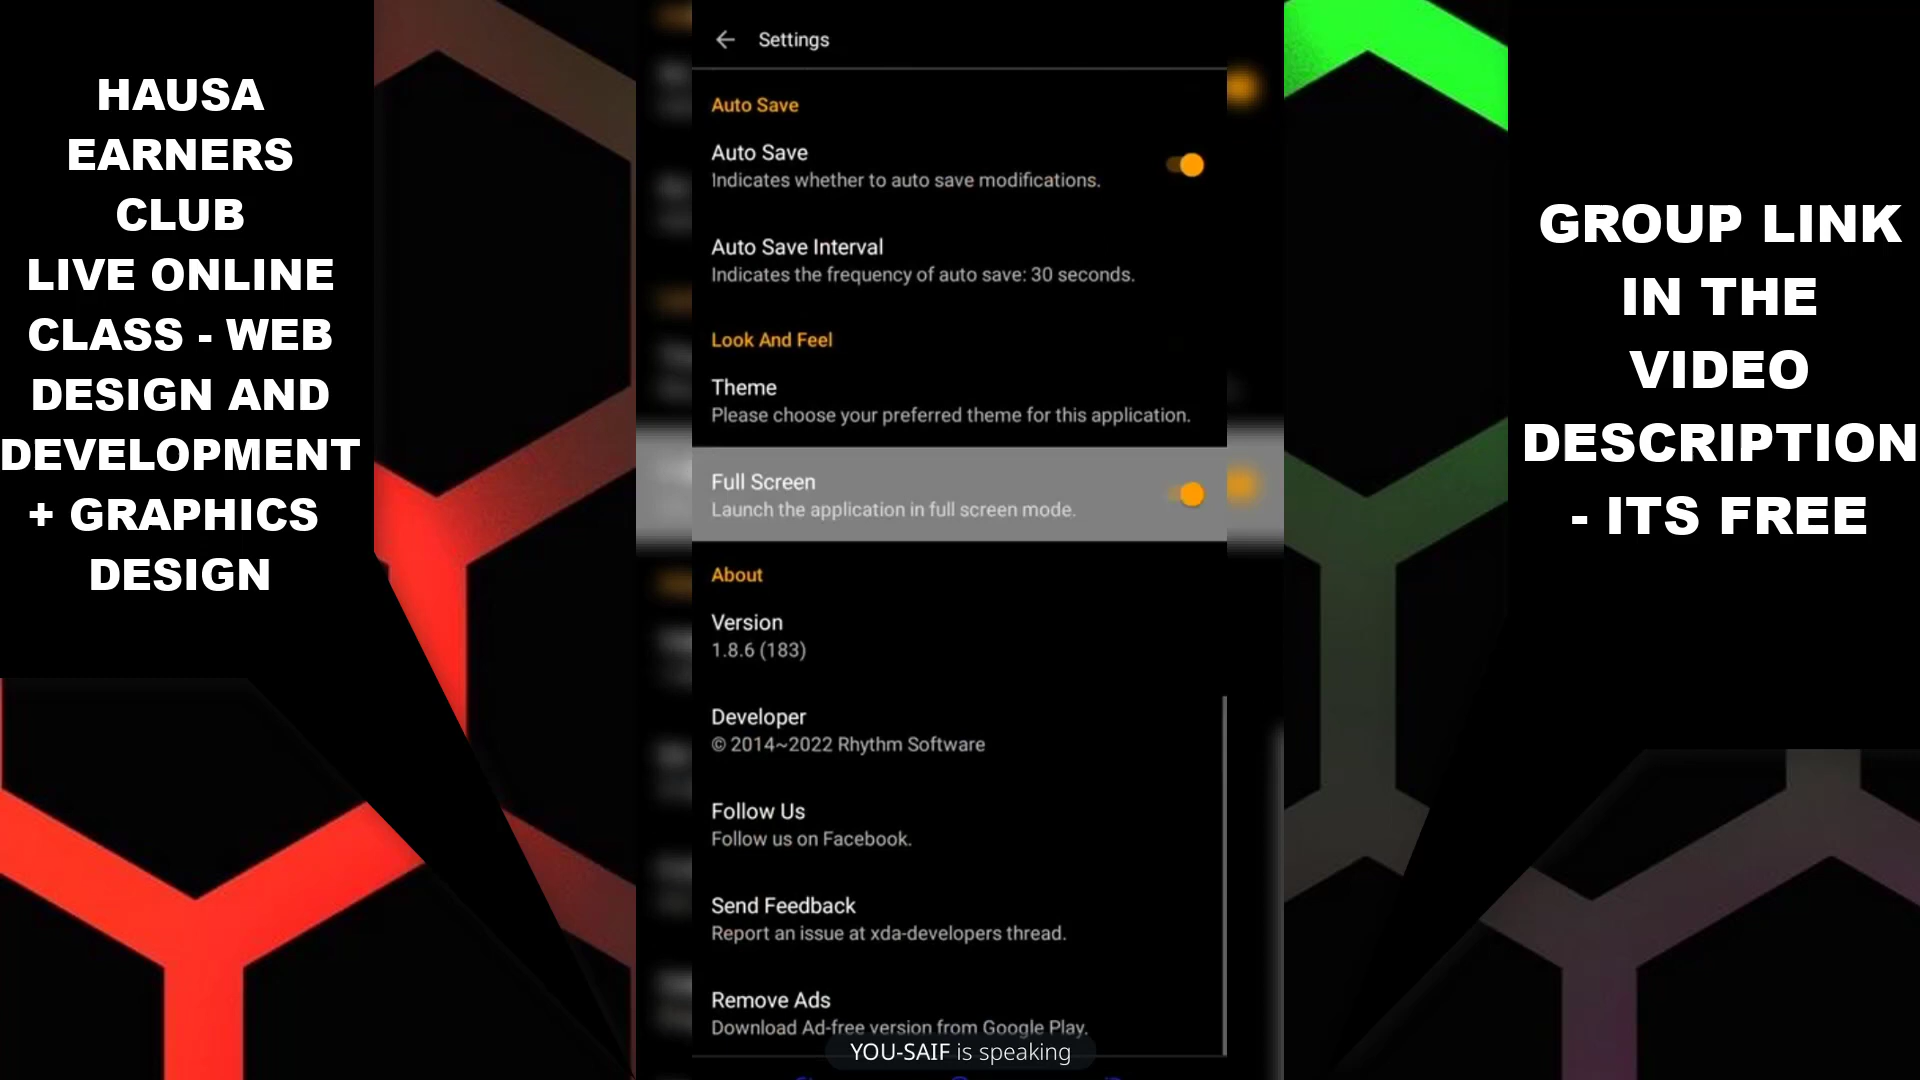 HAUSA
EARNERS
CLUB
LIVE ONLINE
CLASS - WEB
DESIGN AND
DEVELOPMENT
+ GRAPHICS
DESIGN
Settings
Auto Save
Auto Save
Indicates whether to auto save modifications.
Auto Save Interval
Indicates the frequency of auto save: 30 seconds.
Look And Feel
Theme
Please choose your preferred theme for this application.
Full Screen
Launch the application in full screen mode.
About
Version
1.8.6 (183)
Developer
© 2014~2022 Rhythm Software
Follow Us
Follow us on Facebook.
Send Feedback
Report an issue at xda-developers thread.
Remove Ads
Download Ad-free version from Google Play.
YOU-SAIF is speaking
GROUP LINK
IN THE
VIDEO
DESCRIPTION
- ITS FREE